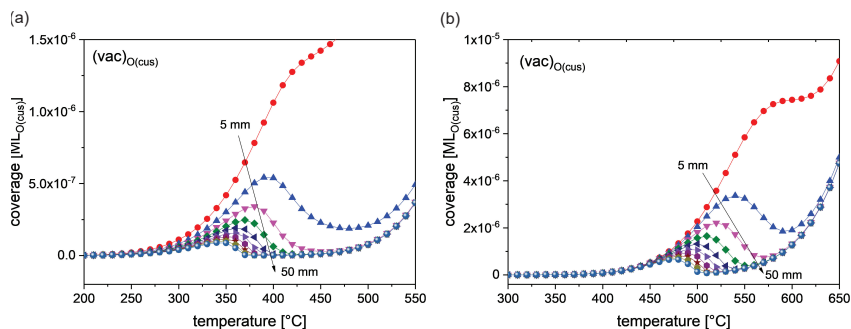 (a)
(vac)O(cus)
1.5x10-6
1.0x10-6
5.0x10-7
0.0
coverage [MLO(cus)]
5 mm
50 mm
200 250 300 350 400 450 500 550
temperature [°C]
(b)
(vac)O(cus)
1x10-5
8x10-6
6x10-6
4x10-6
2x10-6
0
coverage [MLO(cus)]
5 mm
50 mm
300 350 400 450 500 550 600 650
temperature [°C]